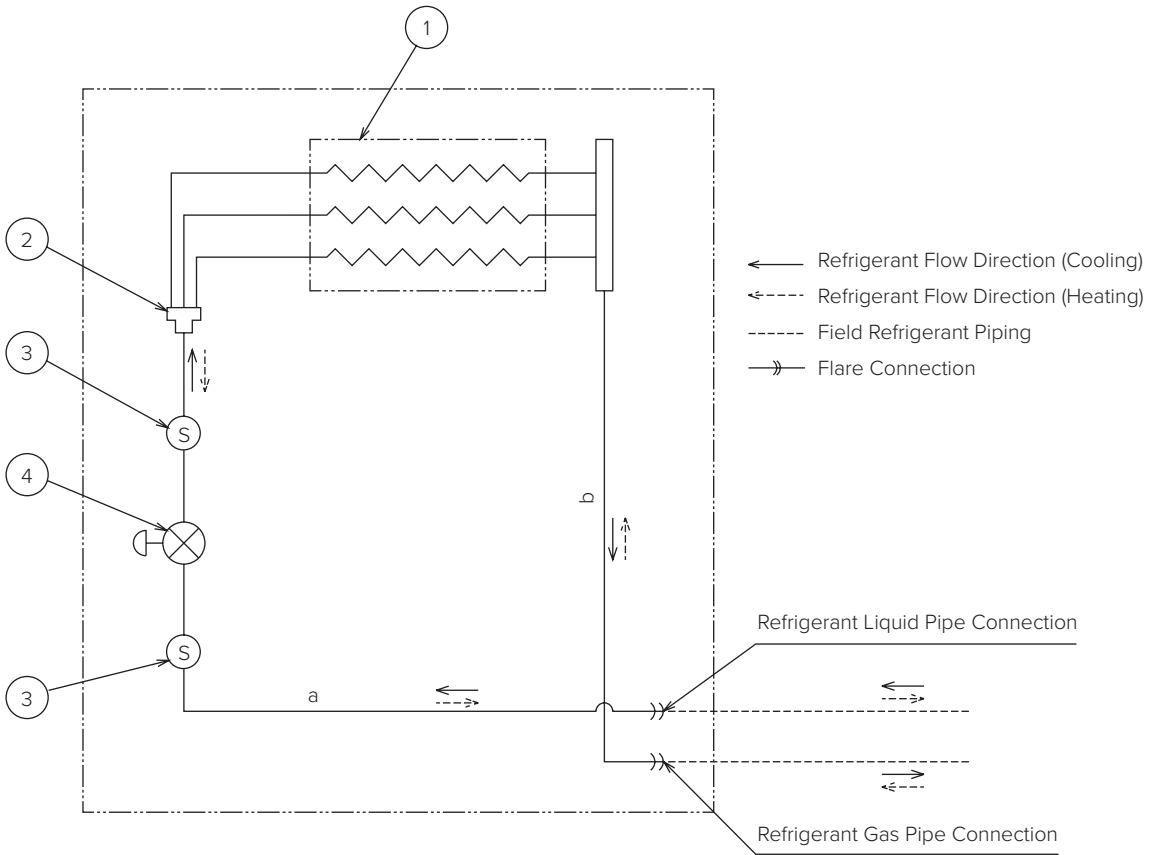 1
2
3
S
4
S
3
a
b
Refrigerant Flow Direction (Cooling)
Refrigerant Flow Direction (Heating)
Field Refrigerant Piping
Flare Connection
Refrigerant Liquid Pipe Connection
Refrigerant Gas Pipe Connection